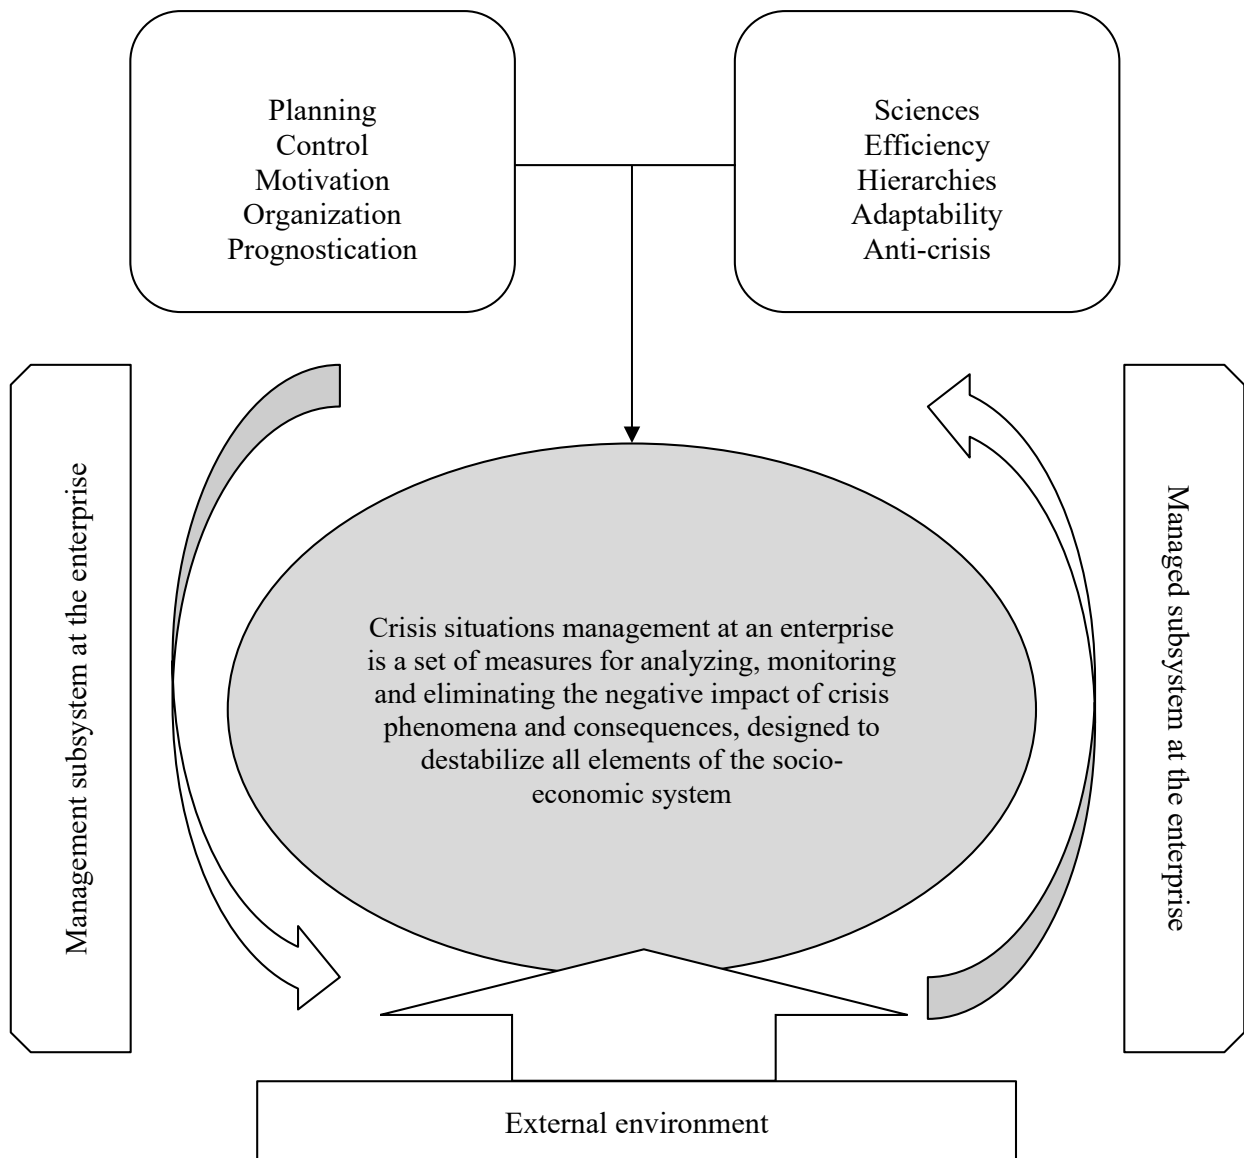 Planning
Control
Motivation
Organization
Prognostication
Sciences
Efficiency
Hierarchies
Adaptability
Anti-crisis
Management subsystem at the enterprise
Crisis situations management at an enterprise
is a set of measures for analyzing, monitoring
and eliminating the negative impact of crisis
phenomena and consequences, designed to
destabilize all elements of the socio-
economic system
Managed subsystem at the enterprise
External environment